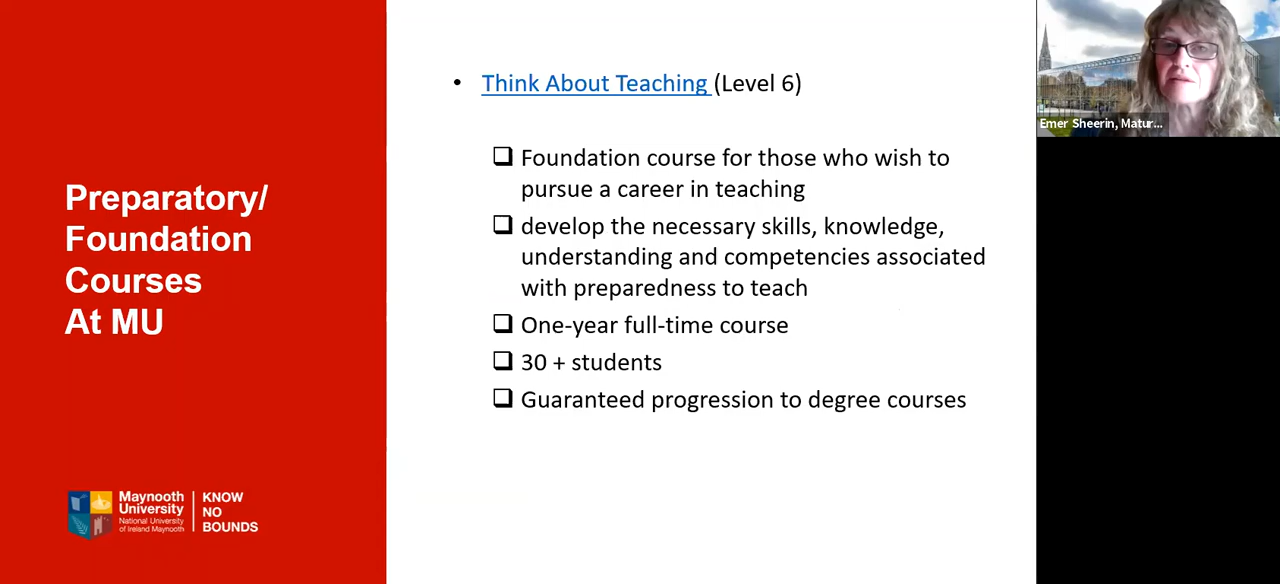 Preparatory/
Foundation
Courses
At MU
• Think About Teaching (Level 6)
❑ Foundation course for those who wish to
pursue a career in teaching
❑ develop the necessary skills, knowledge,
understanding and competencies associated
with preparedness to teach
❑ One-year full-time course
❑ 30 + students
❑ Guaranteed progression to degree courses
Emer Sheerin, Matur...
Maynooth
University
National University
of Ireland Maynooth
KNOW
NO
BOUNDS